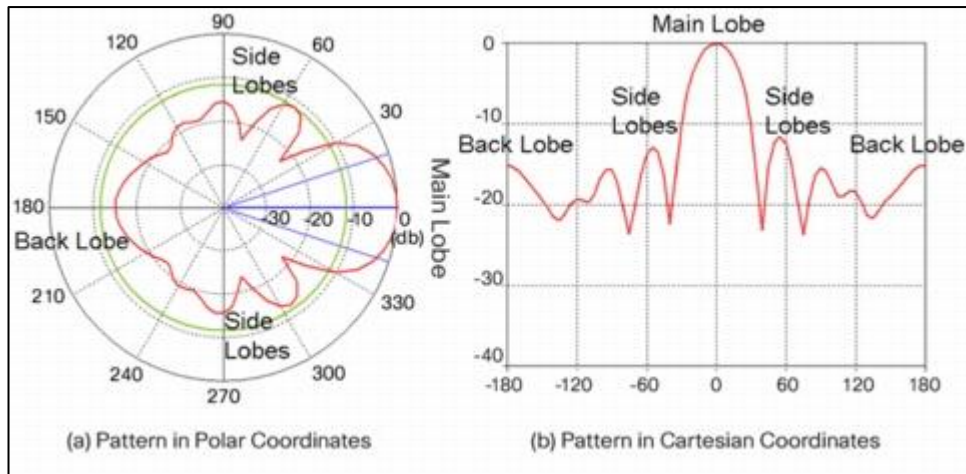 90
120
60
Side
Lobes
150
30
180
-30
-20
-10
0
(db)
Main Lobe
Back Lobe
210
330
Side
Lobes
240
300
270
(a) Pattern in Polar Coordinates
Main Lobe
0
-10
Side
Lobes
Side
Lobes
Back Lobe
Back Lobe
-20
-30
-40
-180
-120
-60
0
60
120
180
(b) Pattern in Cartesian Coordinates